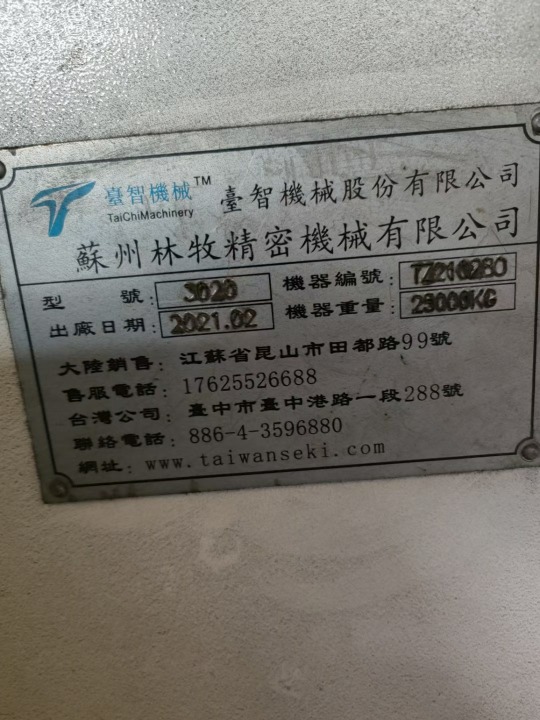 臺智機械™
TaiChiMachinery
臺智機械股份有限公司
蘇州林牧精密機械有限公司
型 號: 3020 機器編號: TZ210280
出廠日期: 2021.02 機器重量: 25000KG
大陸銷售: 江蘇省昆山市田都路99號
售服電話: 17625526688
台灣公司: 臺中市臺中港路一段288號
聯絡電話: 886-4-3596880
網址: www.taiwanseki.com